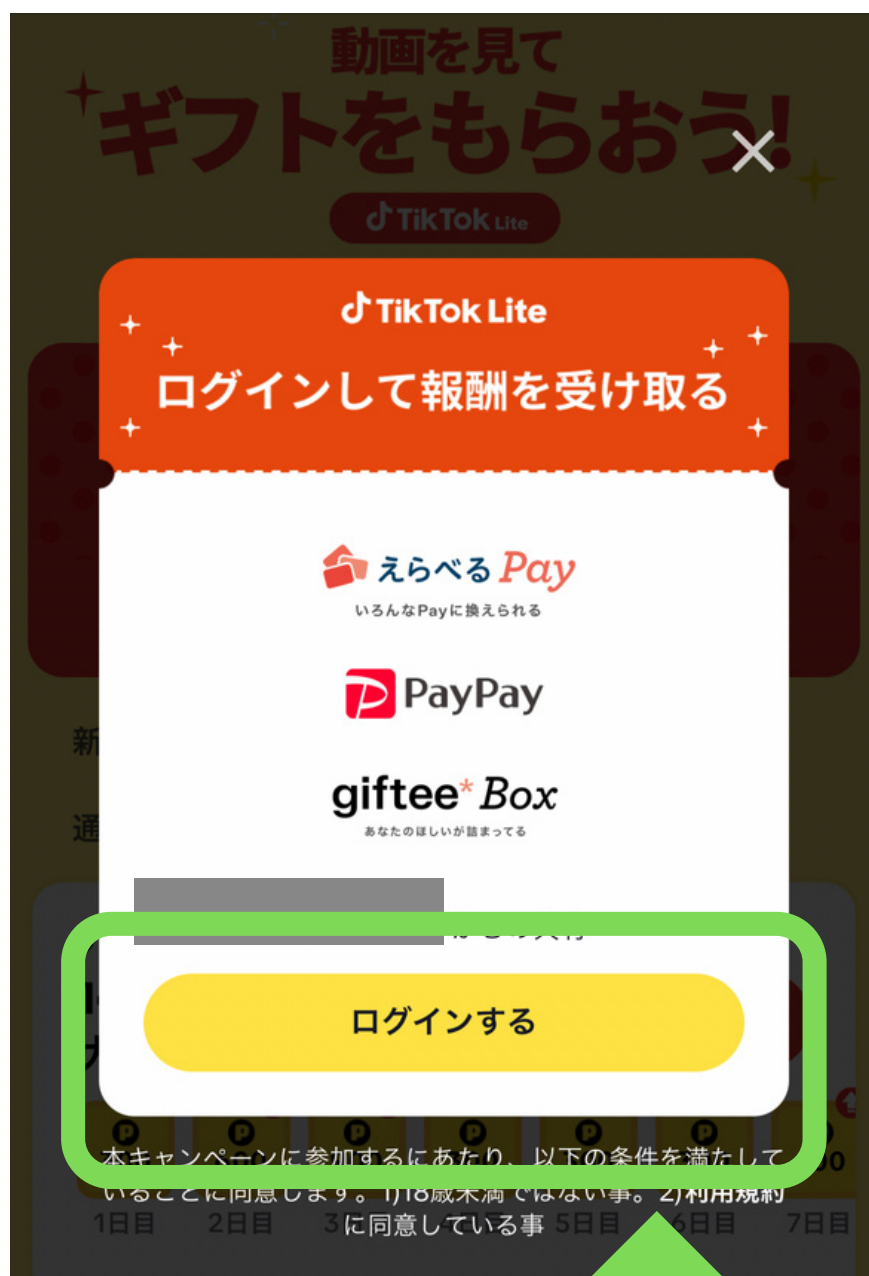 動画を見て
ギフトをもらおう!
TikTok Lite
TikTok Lite
ログインして報酬を受け取る
えらべる Pay
いろんなPayに換えられる
PayPay
giftee* Box
あなたのほしいが詰まってる
新
通
ログインする
本キャンペーンに参加するにあたり、以下の条件を満たして
いることに同意します。1)18歳未満ではない事。2)利用規約
に同意している事
1日目 2日目 5日目 6日目 7日目